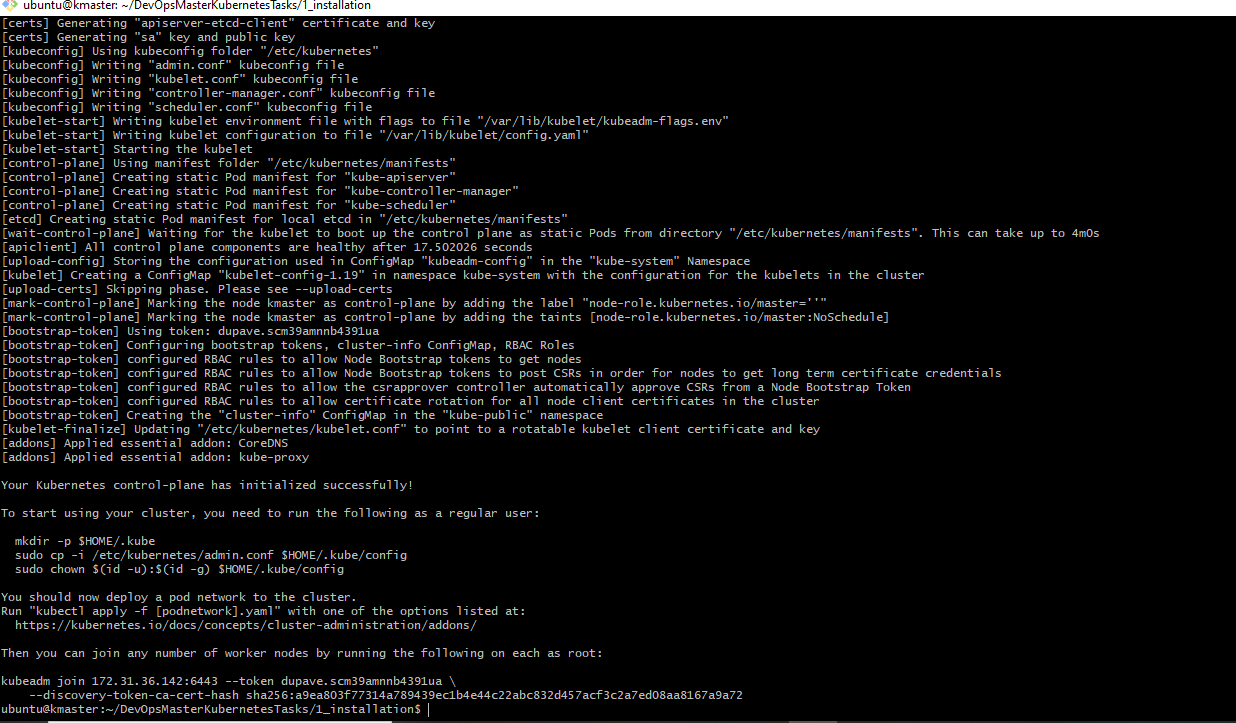 ubuntu@kmaster: ~/DevOpsMasterKubernetesTasks/1_installation
[certs] Generating "apiserver-etcd-client" certificate and key
[certs] Generating "sa" key and public key
[kubeconfig] Using kubeconfig folder "/etc/kubernetes"
[kubeconfig] Writing "admin.conf" kubeconfig file
[kubeconfig] Writing "kubelet.conf" kubeconfig file
[kubeconfig] Writing "controller-manager.conf" kubeconfig file
[kubeconfig] Writing "scheduler.conf" kubeconfig file
[kubelet-start] Writing kubelet environment file with flags to file "/var/lib/kubelet/kubeadm-flags.env"
[kubelet-start] Writing kubelet configuration to file "/var/lib/kubelet/config.yaml"
[kubelet-start] Starting the kubelet
[control-plane] Using manifest folder "/etc/kubernetes/manifests"
[control-plane] Creating static Pod manifest for "kube-apiserver"
[control-plane] Creating static Pod manifest for "kube-controller-manager"
[control-plane] Creating static Pod manifest for "kube-scheduler"
[etcd] Creating static Pod manifest for local etcd in "/etc/kubernetes/manifests"
[wait-control-plane] Waiting for the kubelet to boot up the control plane as static Pods from directory "/etc/kubernetes/manifests". This can take up to 4m0s
[apiclient] All control plane components are healthy after 17.502026 seconds
[upload-config] Storing the configuration used in ConfigMap "kubeadm-config" in the "kube-system" Namespace
[kubelet] Creating a ConfigMap "kubelet-config-1.19" in namespace kube-system with the configuration for the kubelets in the cluster
[upload-certs] Skipping phase. Please see --upload-certs
[mark-control-plane] Marking the node kmaster as control-plane by adding the label "node-role.kubernetes.io/master=''"
[mark-control-plane] Marking the node kmaster as control-plane by adding the taints [node-role.kubernetes.io/master:NoSchedule]
[bootstrap-token] Using token: dupave.scm39amnnb4391ua
[bootstrap-token] Configuring bootstrap tokens, cluster-info ConfigMap, RBAC Roles
[bootstrap-token] configured RBAC rules to allow Node Bootstrap tokens to get nodes
[bootstrap-token] configured RBAC rules to allow Node Bootstrap tokens to post CSRs in order for nodes to get long term certificate credentials
[bootstrap-token] configured RBAC rules to allow the csrapprover controller automatically approve CSRs from a Node Bootstrap Token
[bootstrap-token] configured RBAC rules to allow certificate rotation for all node client certificates in the cluster
[bootstrap-token] Creating the "cluster-info" ConfigMap in the "kube-public" namespace
[kubelet-finalize] Updating "/etc/kubernetes/kubelet.conf" to point to a rotatable kubelet client certificate and key
[addons] Applied essential addon: CoreDNS
[addons] Applied essential addon: kube-proxy
Your Kubernetes control-plane has initialized successfully!
To start using your cluster, you need to run the following as a regular user:
mkdir -p $HOME/.kube
sudo cp -i /etc/kubernetes/admin.conf $HOME/.kube/config
sudo chown $(id -u):$(id -g) $HOME/.kube/config
You should now deploy a pod network to the cluster.
Run "kubectl apply -f [podnetwork].yaml" with one of the options listed at:
https://kubernetes.io/docs/concepts/cluster-administration/addons/
Then you can join any number of worker nodes by running the following on each as root:
kubeadm join 172.31.36.142:6443 --token dupave.scm39amnnb4391ua \
--discovery-token-ca-cert-hash sha256:a9ea803f77314a789439ec1b4e44c22abc832d457acf3c2a7ed08aa8167a9a72
ubuntu@kmaster:~/DevOpsMasterKubernetesTasks/1_installation$